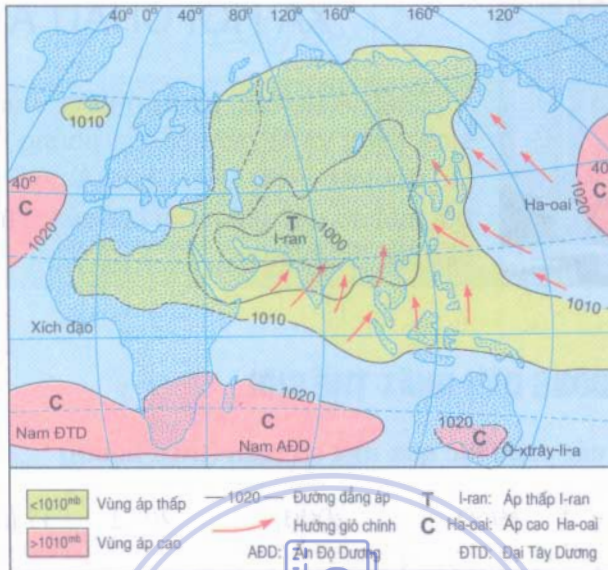 40° 0° 40° 80° 120° 160° 160° 120°
1010
40°
C
1020
40°
C
1020
Ha-oai
T
I-ran
1000
1010
1010
Xích đạo
1020
C
Nam ĐTD
C
Nam AĐD
1020
C
Ô-xtrây-li-a
<1010mb Vùng áp thấp
>1010mb Vùng áp cao
1020 Đường đẳng áp
Hướng gió chính
AĐD: Ấn Độ Dương
T I-ran: Áp thấp I-ran
C Ha-oai: Áp cao Ha-oai
ĐTD: Đại Tây Dương